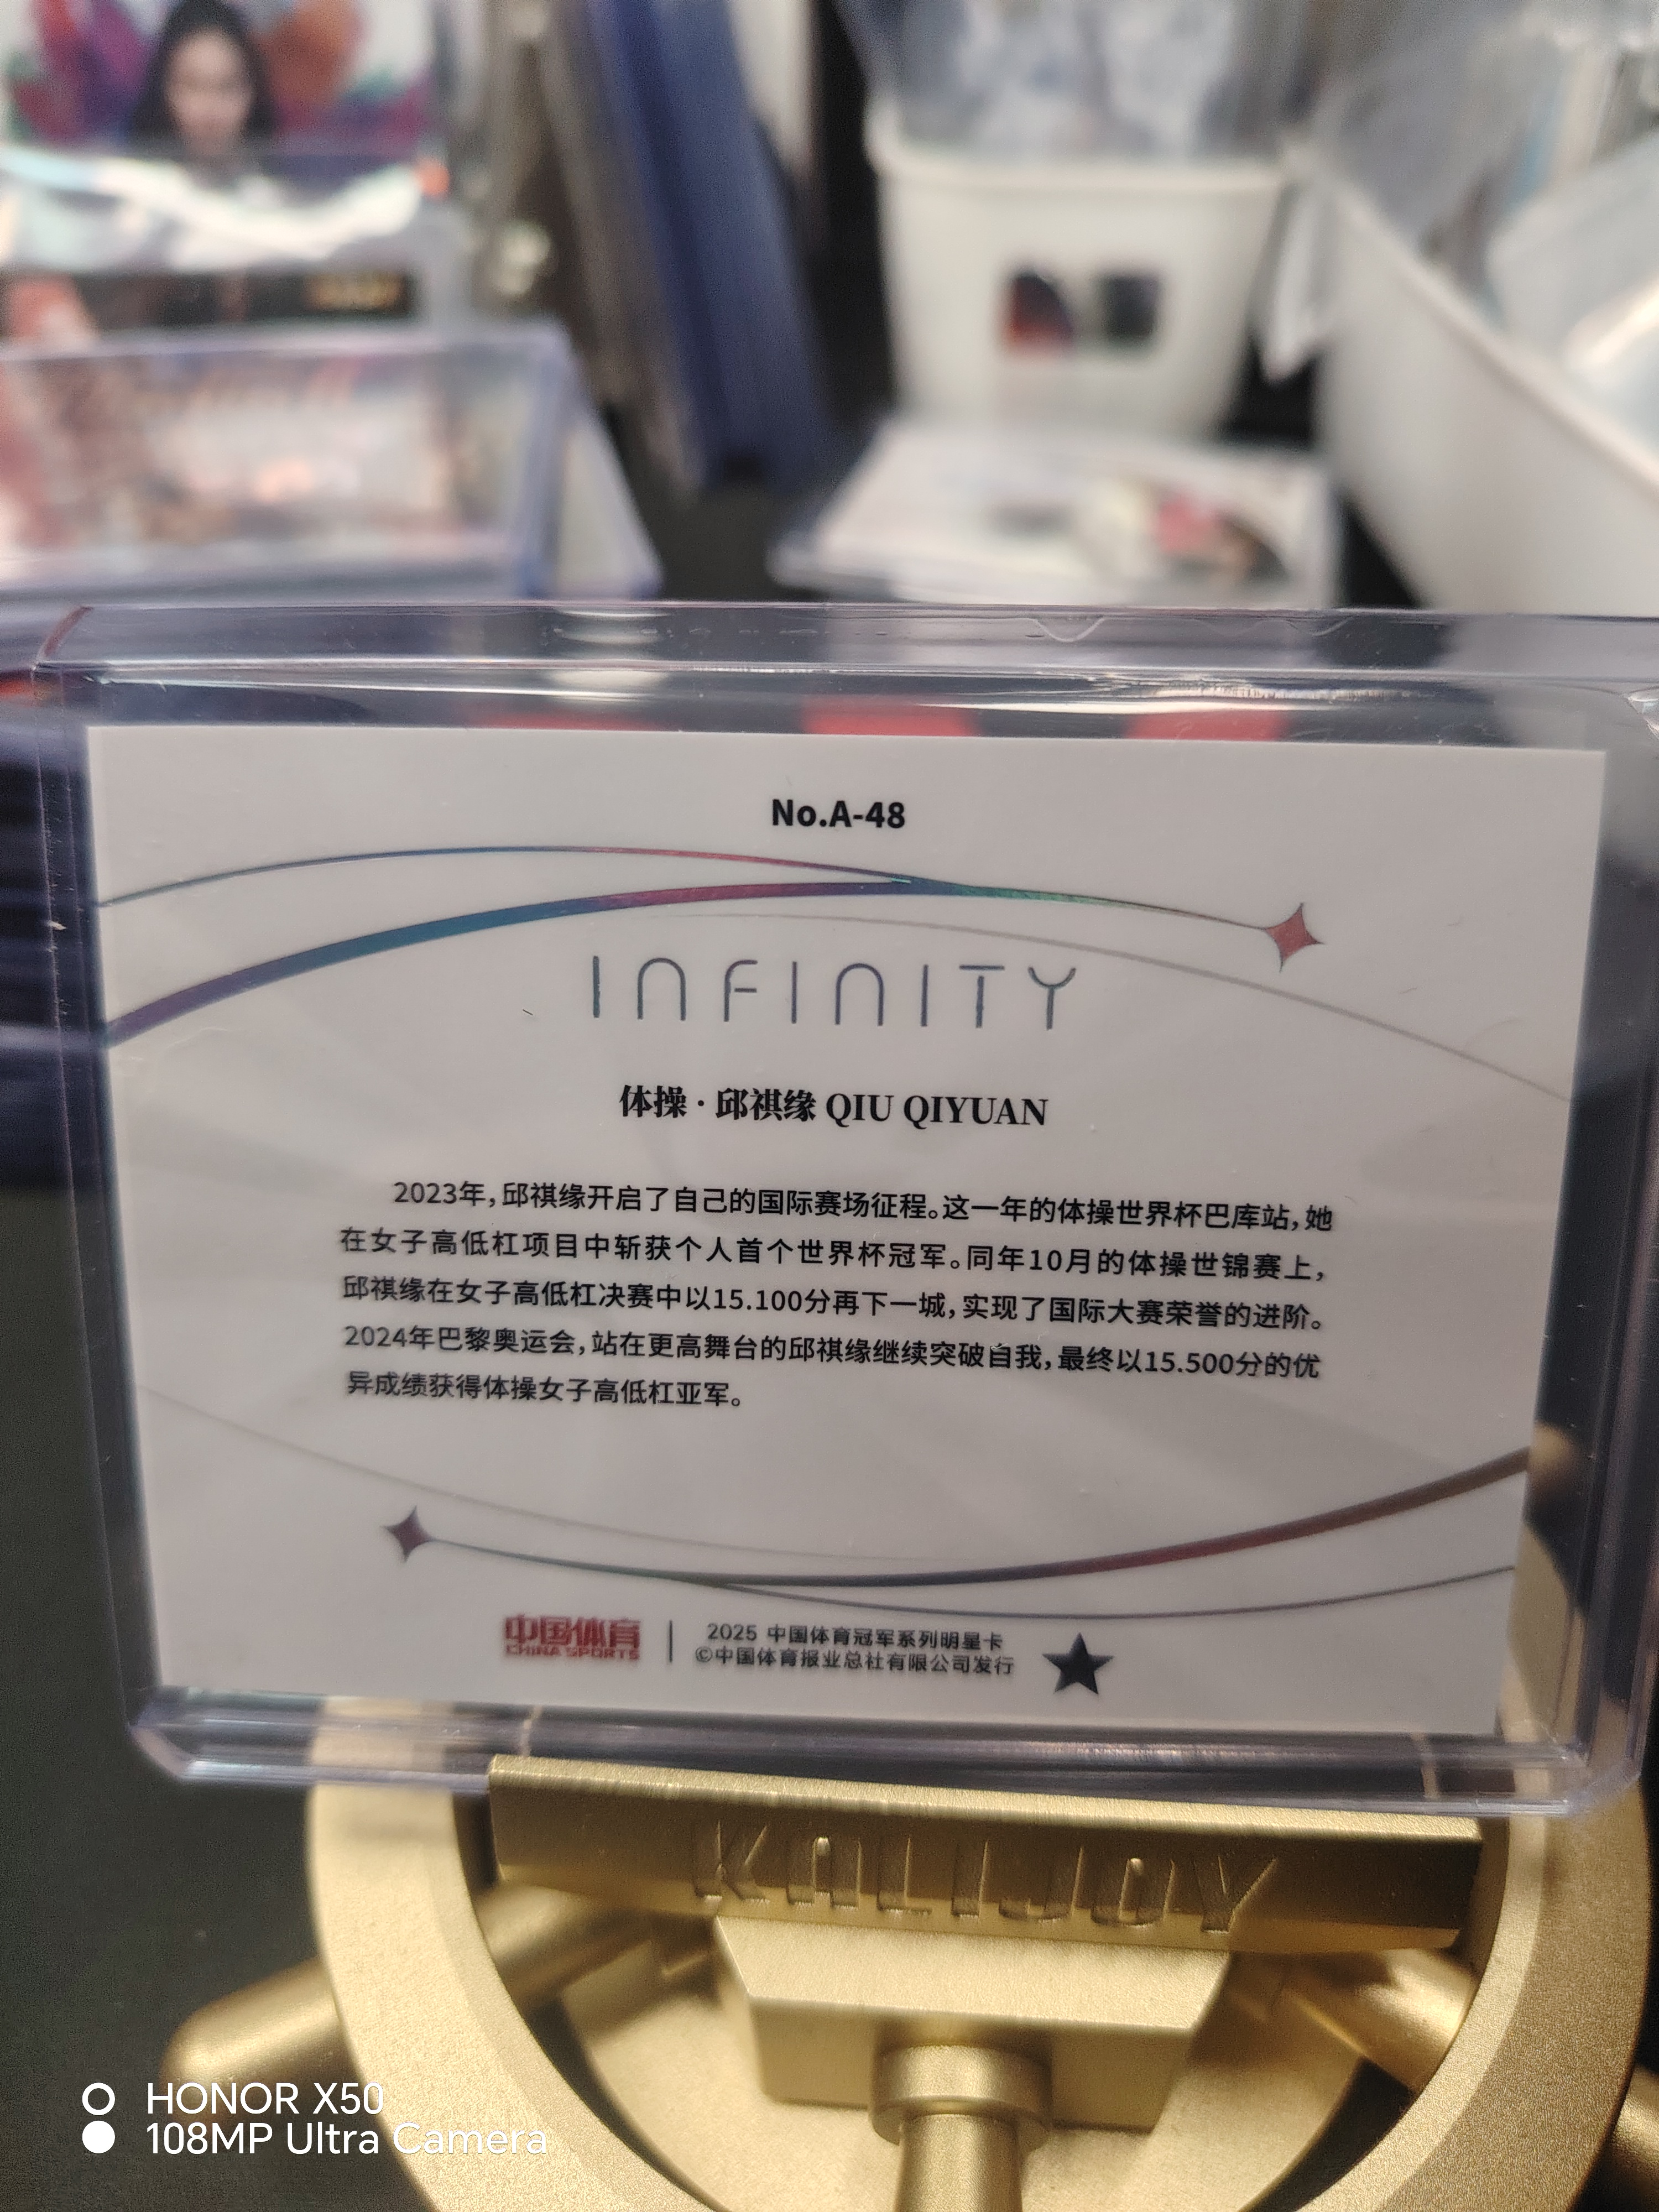 No.A-48
INFINITY
体操·邱祺缘 QIU QIYUAN
2023年,邱祺缘开启了自己的国际赛场征程。这一年的体操世界杯巴库站,她
在女子高低杠项目中斩获个人首个世界杯冠军。同年10月的体操世锦赛上,
邱祺缘在女子高低杠决赛中以15.100分再下一城,实现了国际大赛荣誉的进阶。
2024年巴黎奥运会,站在更高舞台的邱祺缘继续突破自我,最终以15.500分的优
异成绩获得体操女子高低杠亚军。
中国体育
CHINA SPORTS
2025 中国体育冠军系列明星卡
©中国体育报业总社有限公司发行
KALIJOY
HONOR X50
108MP Ultra Camera